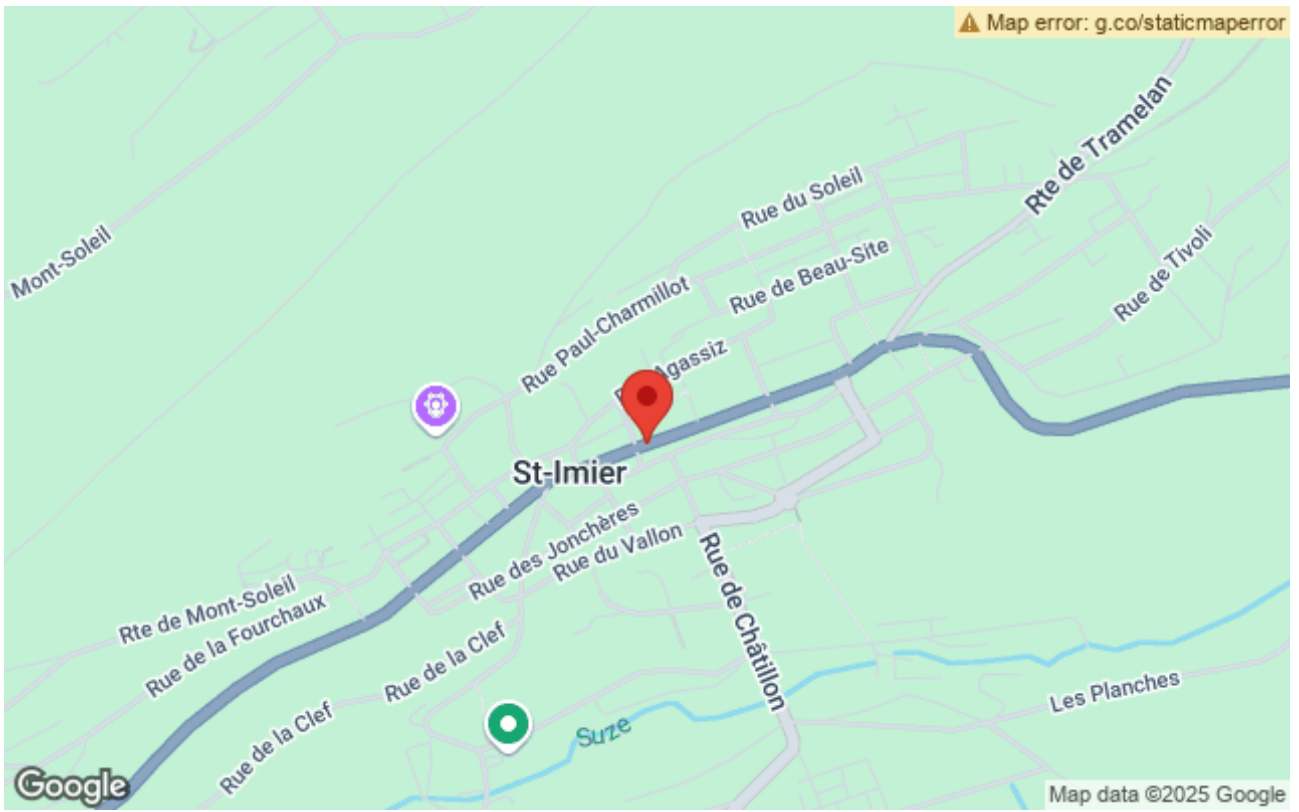 Map error: g.co/staticmaperror
Rte de Tramelan
Rue du Soleil
Mont-Soleil
Rue de Beau-Site
Rue de Tivoli
Rue Paul-Charmillot
Agassiz
St-Imier
Rue des Jonchères
Rue du Vallon
Rue de Châtillon
Rte de Mont-Soleil
Rue de la Fourchaux
Rue de la Clef
Rue de la Clef
Les Planches
Suze
Google
Map data ©2025 Google